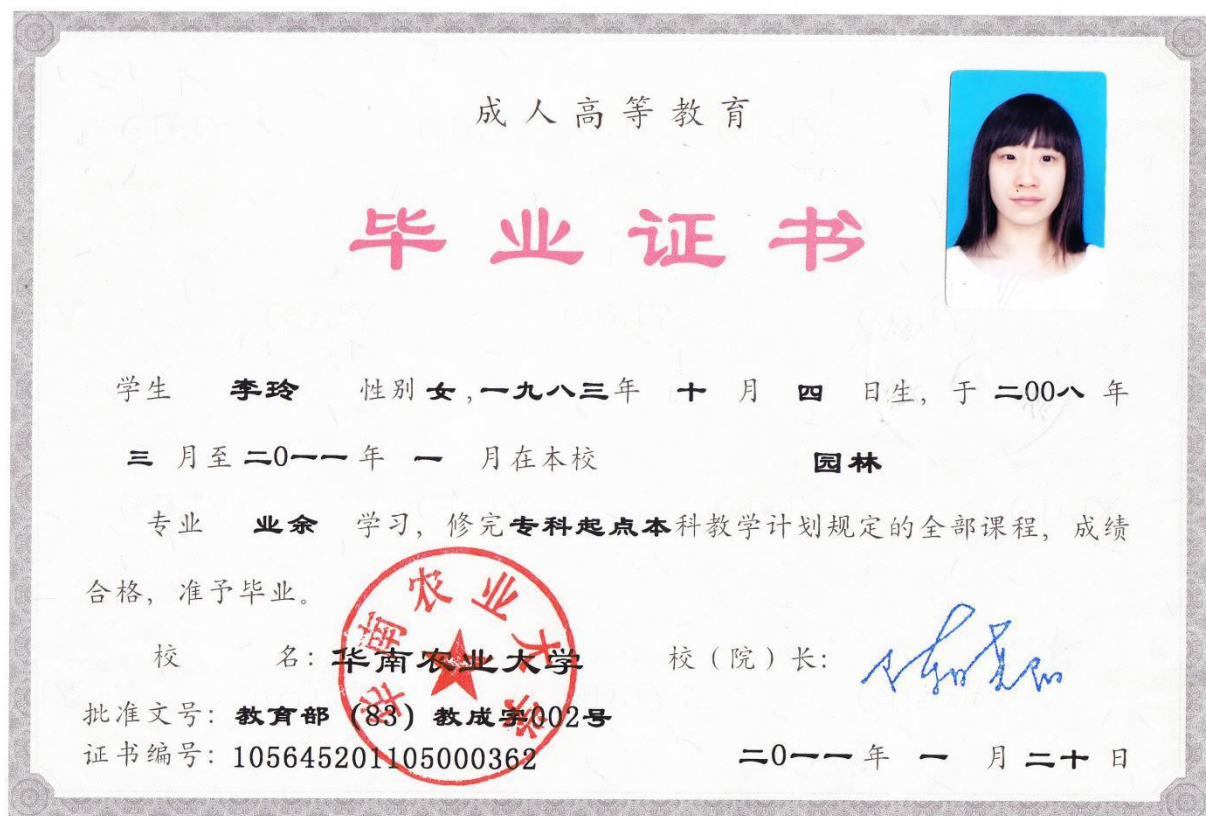 成人高等教育
毕业证书
学生 李玲 性别 女,一九八三年 十 月 四 日生, 于 二00八 年
三 月至 二0一一 年 一 月在本校 园林
专业 业余 学习, 修完专科起点本科教学计划规定的全部课程, 成绩
合格, 准予毕业。
华南农业大学
校 名: 华南农业大学 校 (院) 长:
批准文号: 教育部 (83) 教成字002号
证书编号: 105645201105000362 二0一一 年 一 月 二十 日